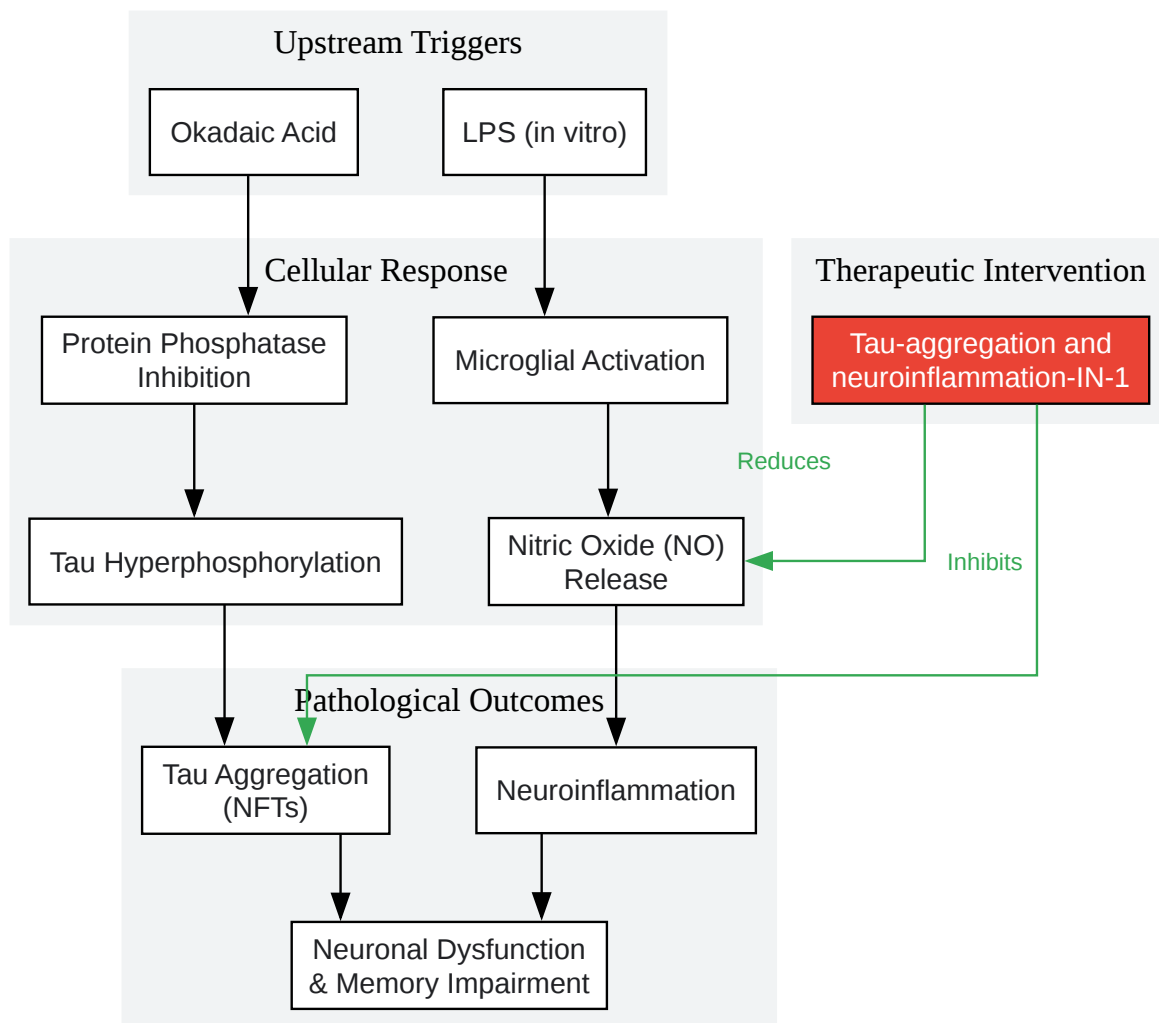 Upstream Triggers
Okadaic Acid
LPS (in vitro)
Cellular Response
Therapeutic Intervention
Protein Phosphatase
Inhibition
Microglial Activation
Tau-aggregation and
neuroinflammation-IN-1
Reduces
Tau Hyperphosphorylation
Nitric Oxide (NO)
Release
Inhibits
Pathological Outcomes
Tau Aggregation
(NFTs)
Neuroinflammation
Neuronal Dysfunction
& Memory Impairment